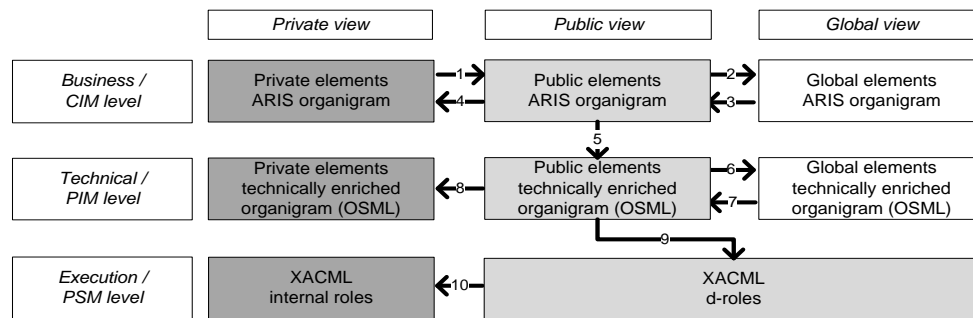 Private view
Public view
Global view
Business /
CIM level
Private elements
ARIS organigram
1
4
Public elements
ARIS organigram
2
3
Global elements
ARIS organigram
5
Technical /
PIM level
Private elements
technically enriched
organigram (OSML)
8
Public elements
technically enriched
organigram (OSML)
6
7
Global elements
technically enriched
organigram (OSML)
9
Execution /
PSM level
XACML
internal roles
10
XACML
d-roles